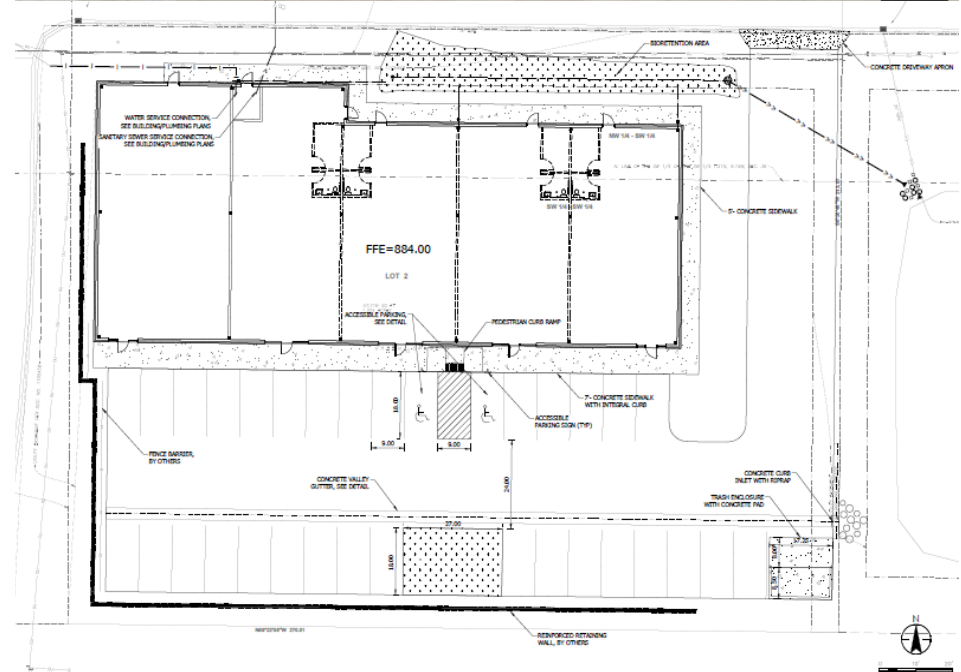 BIORETENTION AREA
CONCRETE DRIVEWAY APRON
WATER SERVICE CONNECTION,
SEE BUILDING/PLUMBING PLANS
SANITARY SEWER SERVICE CONNECTION,
SEE BUILDING/PLUMBING PLANS
NW 1/4 - SW 1/4
SW 1/4 - SW 1/4
5'- CONCRETE SIDEWALK
FFE=884.00
LOT 2
ACCESSIBLE PARKING,
SEE DETAIL
PEDESTRIAN CURB RAMP
7'- CONCRETE SIDEWALK
WITH INTEGRAL CURB
18.00
ACCESSIBLE
PARKING SIGN (TYP)
9.00
9.00
FENCE BARRIER,
BY OTHERS
24.00
CONCRETE VALLEY
GUTTER, SEE DETAIL
CONCRETE CURB
INLET WITH RIPRAP
TRASH ENCLOSURE
WITH CONCRETE PAD
27.00
18.00
REINFORCED RETAINING
WALL, BY OTHERS
N